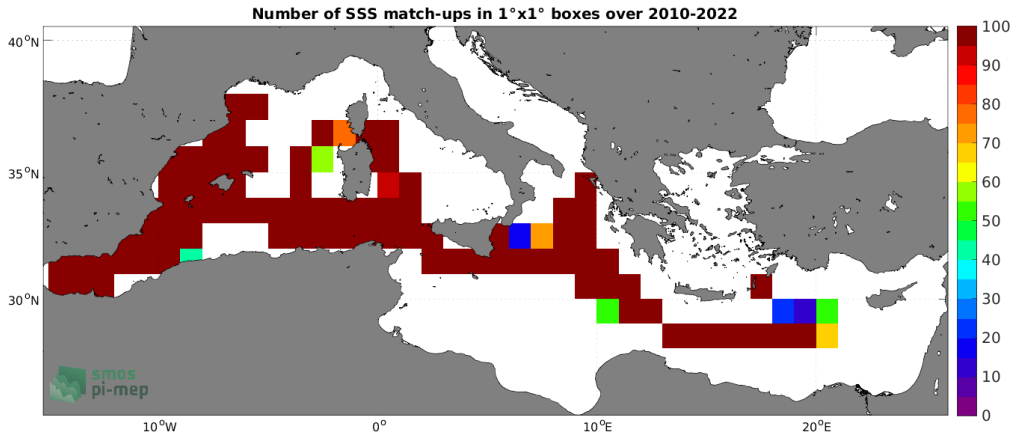 Number of SSS match-ups in 1°x1° boxes over 2010-2022
40°N
35°N
30°N
10°W
0°
10°E
20°E
100
90
80
70
60
50
40
30
20
10
0
smos
pi-mep